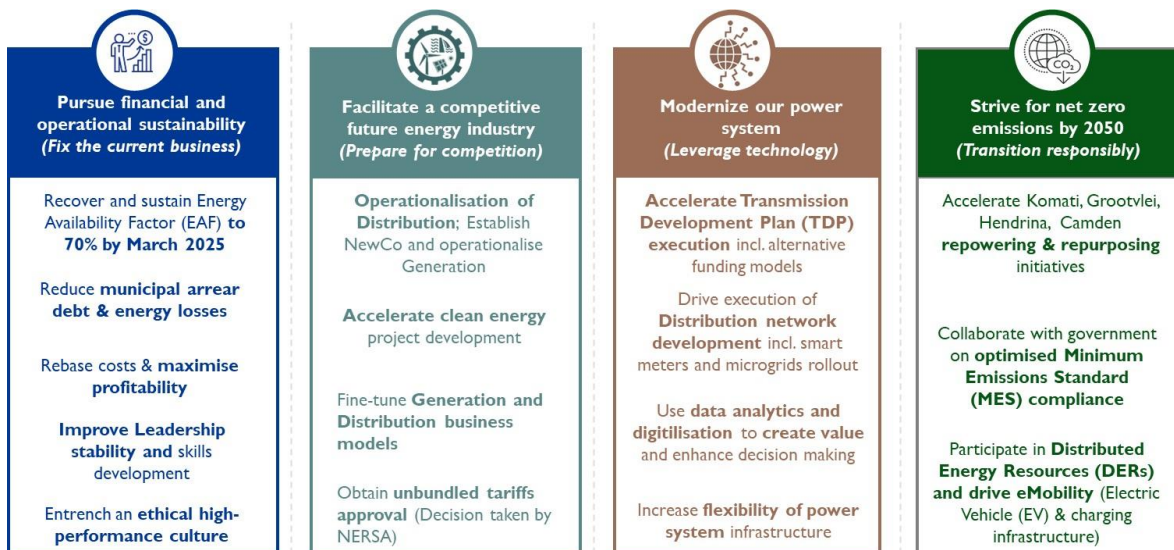 $
Pursue financial and
operational sustainability
(Fix the current business)
Recover and sustain Energy
Availability Factor (EAF) to
70% by March 2025
Reduce municipal arrear
debt & energy losses
Rebase costs & maximise
profitability
Improve Leadership
stability and skills
development
Entrench an ethical high-
performance culture
Facilitate a competitive
future energy industry
(Prepare for competition)
Operationalisation of
Distribution; Establish
NewCo and operationalise
Generation
Accelerate clean energy
project development
Fine-tune Generation and
Distribution business
models
Obtain unbundled tariffs
approval (Decision taken by
NERSA)
Modernize our power
system
(Leverage technology)
Accelerate Transmission
Development Plan (TDP)
execution incl. alternative
funding models
Drive execution of
Distribution network
development incl. smart
meters and microgrids rollout
Use data analytics and
digitilisation to create value
and enhance decision making
Increase flexibility of power
system infrastructure
CO2
Strive for net zero
emissions by 2050
(Transition responsibly)
Accelerate Komati, Grootvlei,
Hendrina, Camden
repowering & repurposing
initiatives
Collaborate with government
on optimised Minimum
Emissions Standard
(MES) compliance
Participate in Distributed
Energy Resources (DERs)
and drive eMobility (Electric
Vehicle (EV) & charging
infrastructure)